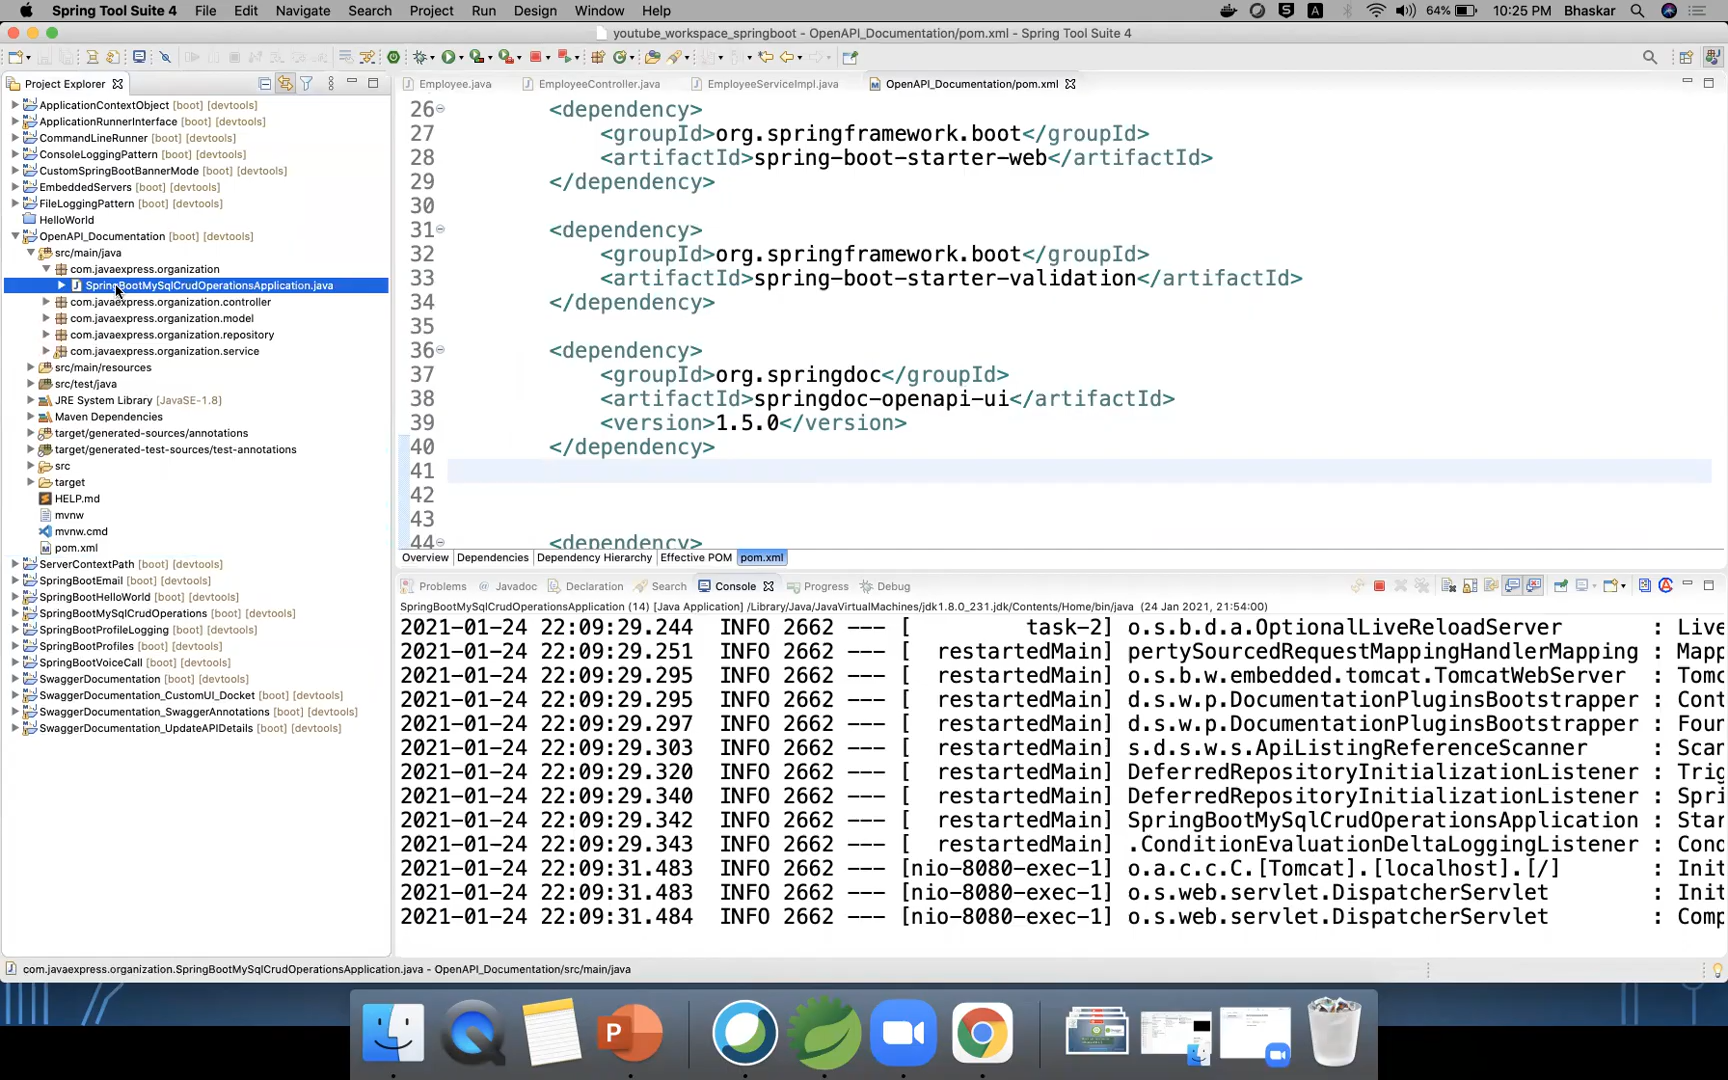 Spring Tool Suite 4 File Edit Navigate Search Project Run Design Window Help 64% 10:25 PM Bhaskar
youtube_workspace_springboot - OpenAPI_Documentation/pom.xml - Spring Tool Suite 4
Project Explorer
ApplicationContextObject [boot] [devtools]
ApplicationRunnerInterface [boot] [devtools]
CommandLineRunner [boot] [devtools]
ConsoleLoggingPattern [boot] [devtools]
CustomSpringBootBannerMode [boot] [devtools]
EmbeddedServers [boot] [devtools]
FileLoggingPattern [boot] [devtools]
HelloWorld
OpenAPI_Documentation [boot] [devtools]
src/main/java
com.javaexpress.organization
SpringBootMySqlCrudOperationsApplication.java
com.javaexpress.organization.controller
com.javaexpress.organization.model
com.javaexpress.organization.repository
com.javaexpress.organization.service
src/main/resources
src/test/java
JRE System Library [JavaSE-1.8]
Maven Dependencies
target/generated-sources/annotations
target/generated-test-sources/test-annotations
src
target
HELP.md
mvnw
mvnw.cmd
pom.xml
ServerContextPath [boot] [devtools]
SpringBootEmail [boot] [devtools]
SpringBootHelloWorld [boot] [devtools]
SpringBootMySqlCrudOperations [boot] [devtools]
SpringBootProfileLogging [boot] [devtools]
SpringBootProfiles [boot] [devtools]
SpringBootVoiceCall [boot] [devtools]
SwaggerDocumentation [boot] [devtools]
SwaggerDocumentation_CustomUI_Docket [boot] [devtools]
SwaggerDocumentation_SwaggerAnnotations [boot] [devtools]
SwaggerDocumentation_UpdateAPIDetails [boot] [devtools]
Employee.java EmployeeController.java EmployeeServiceImpl.java OpenAPI_Documentation/pom.xml
26 <dependency>
27 <groupId>org.springframework.boot</groupId>
28 <artifactId>spring-boot-starter-web</artifactId>
29 </dependency>
30
31 <dependency>
32 <groupId>org.springframework.boot</groupId>
33 <artifactId>spring-boot-starter-validation</artifactId>
34 </dependency>
35
36 <dependency>
37 <groupId>org.springdoc</groupId>
38 <artifactId>springdoc-openapi-ui</artifactId>
39 <version>1.5.0</version>
40 </dependency>
41
42
43
44 <dependency>
Overview Dependencies Dependency Hierarchy Effective POM pom.xml
Problems Javadoc Declaration Search Console Progress Debug
SpringBootMySqlCrudOperationsApplication (14) [Java Application] /Library/Java/JavaVirtualMachines/jdk1.8.0_231.jdk/Contents/Home/bin/java (24 Jan 2021, 21:54:00)
2021-01-24 22:09:29.244 INFO 2662 --- [ task-2] o.s.b.d.a.OptionalLiveReloadServer : Live
2021-01-24 22:09:29.251 INFO 2662 --- [ restartedMain] pertySourcedRequestMappingHandlerMapping : Mapp
2021-01-24 22:09:29.295 INFO 2662 --- [ restartedMain] o.s.b.w.embedded.tomcat.TomcatWebServer : Tomc
2021-01-24 22:09:29.295 INFO 2662 --- [ restartedMain] d.s.w.p.DocumentationPluginsBootstrapper : Cont
2021-01-24 22:09:29.297 INFO 2662 --- [ restartedMain] d.s.w.p.DocumentationPluginsBootstrapper : Foun
2021-01-24 22:09:29.303 INFO 2662 --- [ restartedMain] s.d.s.w.s.ApiListingReferenceScanner : Scan
2021-01-24 22:09:29.320 INFO 2662 --- [ restartedMain] DeferredRepositoryInitializationListener : Trig
2021-01-24 22:09:29.340 INFO 2662 --- [ restartedMain] DeferredRepositoryInitializationListener : Spri
2021-01-24 22:09:29.342 INFO 2662 --- [ restartedMain] SpringBootMySqlCrudOperationsApplication : Star
2021-01-24 22:09:29.343 INFO 2662 --- [ restartedMain] .ConditionEvaluationDeltaLoggingListener : Cond
2021-01-24 22:09:31.483 INFO 2662 --- [nio-8080-exec-1] o.a.c.c.C.[Tomcat].[localhost].[/] : Init
2021-01-24 22:09:31.483 INFO 2662 --- [nio-8080-exec-1] o.s.web.servlet.DispatcherServlet : Init
2021-01-24 22:09:31.484 INFO 2662 --- [nio-8080-exec-1] o.s.web.servlet.DispatcherServlet : Comp
com.javaexpress.organization.SpringBootMySqlCrudOperationsApplication.java - OpenAPI_Documentation/src/main/java